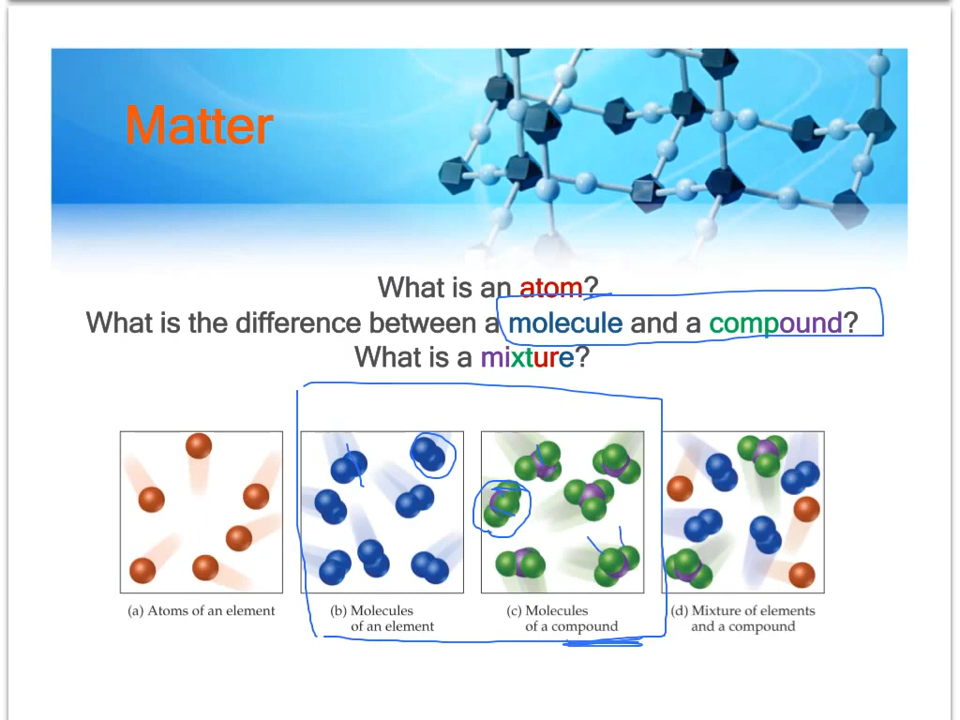 Matter
What is an atom?
What is the difference between a molecule and a compound?
What is a mixture?
(a) Atoms of an element
(b) Molecules
of an element
(c) Molecules
of a compound
(d) Mixture of elements
and a compound